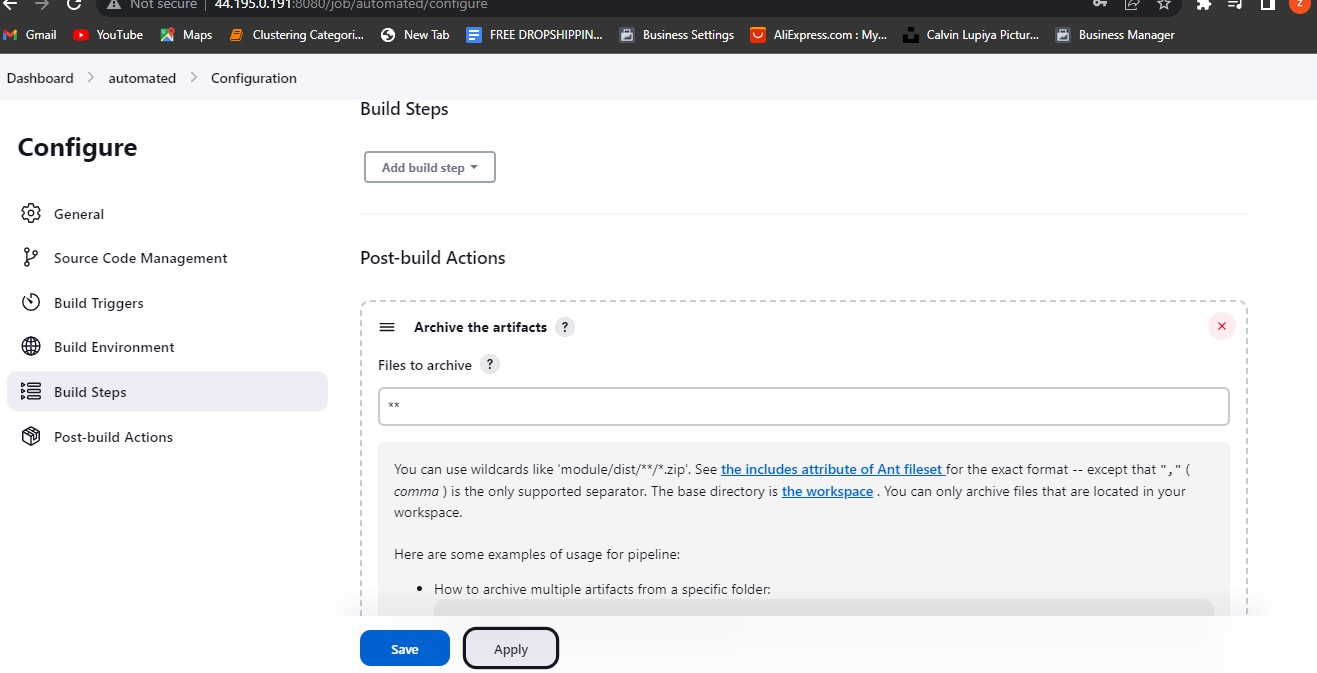 Not secure | 44.195.0.191:8080/job/automated/configure
Gmail YouTube Maps Clustering Categori... New Tab FREE DROPSHIPPIN... Business Settings AliExpress.com : My... Calvin Lupiya Pictur... Business Manager
Dashboard automated Configuration
Configure
General
Source Code Management
Build Triggers
Build Environment
Build Steps
Post-build Actions
Build Steps
Add build step
Post-build Actions
Archive the artifacts ?
Files to archive ?
**
You can use wildcards like 'module/dist/**/*.zip'. See the includes attribute of Ant fileset for the exact format -- except that "," (
comma ) is the only supported separator. The base directory is the workspace . You can only archive files that are located in your
workspace.
Here are some examples of usage for pipeline:
• How to archive multiple artifacts from a specific folder:
Save Apply